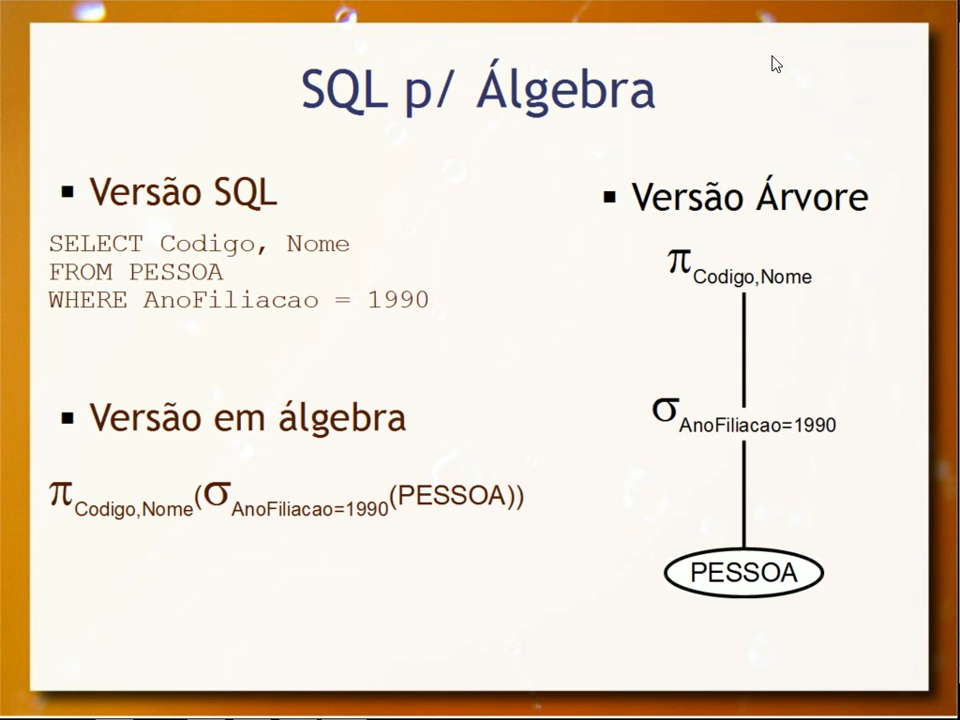 SQL p/ Álgebra
Versão SQL
SELECT Codigo, Nome
FROM PESSOA
WHERE AnoFiliacao = 1990
Versão em álgebra
πCodigo,Nome(σAnoFiliacao=1990(PESSOA))
Versão Árvore
πCodigo,Nome
σAnoFiliacao=1990
PESSOA